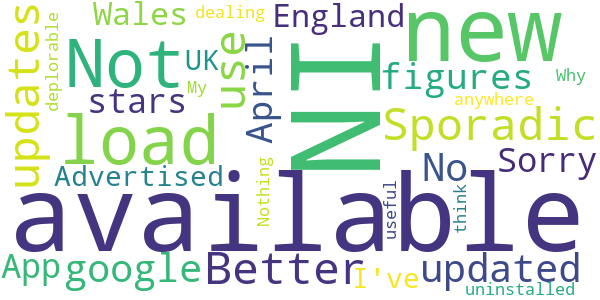 Wales
dealing
England
new
updates
deplorable
Not
UK
My
use
April
NI
figures
Why
stars
load
anywhere
Sporadic
Advertised
No
Sorry
available
Nothing
useful
think
App
google
Better
I've
updated
uninstalled